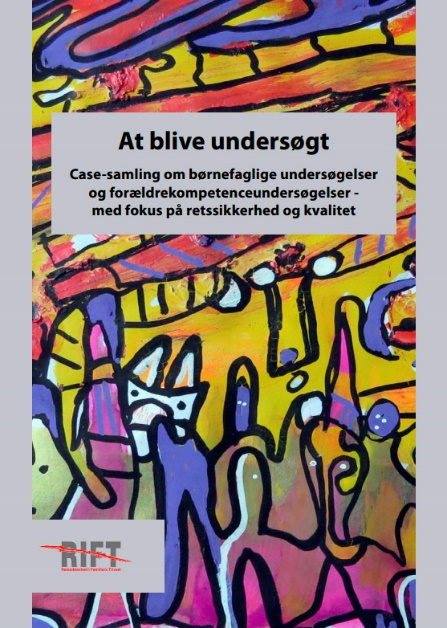 At blive undersøgt
Case-samling om børnefaglige undersøgelser
og forældrekompetenceundersøgelser -
med fokus på retssikkerhed og kvalitet
RIFT